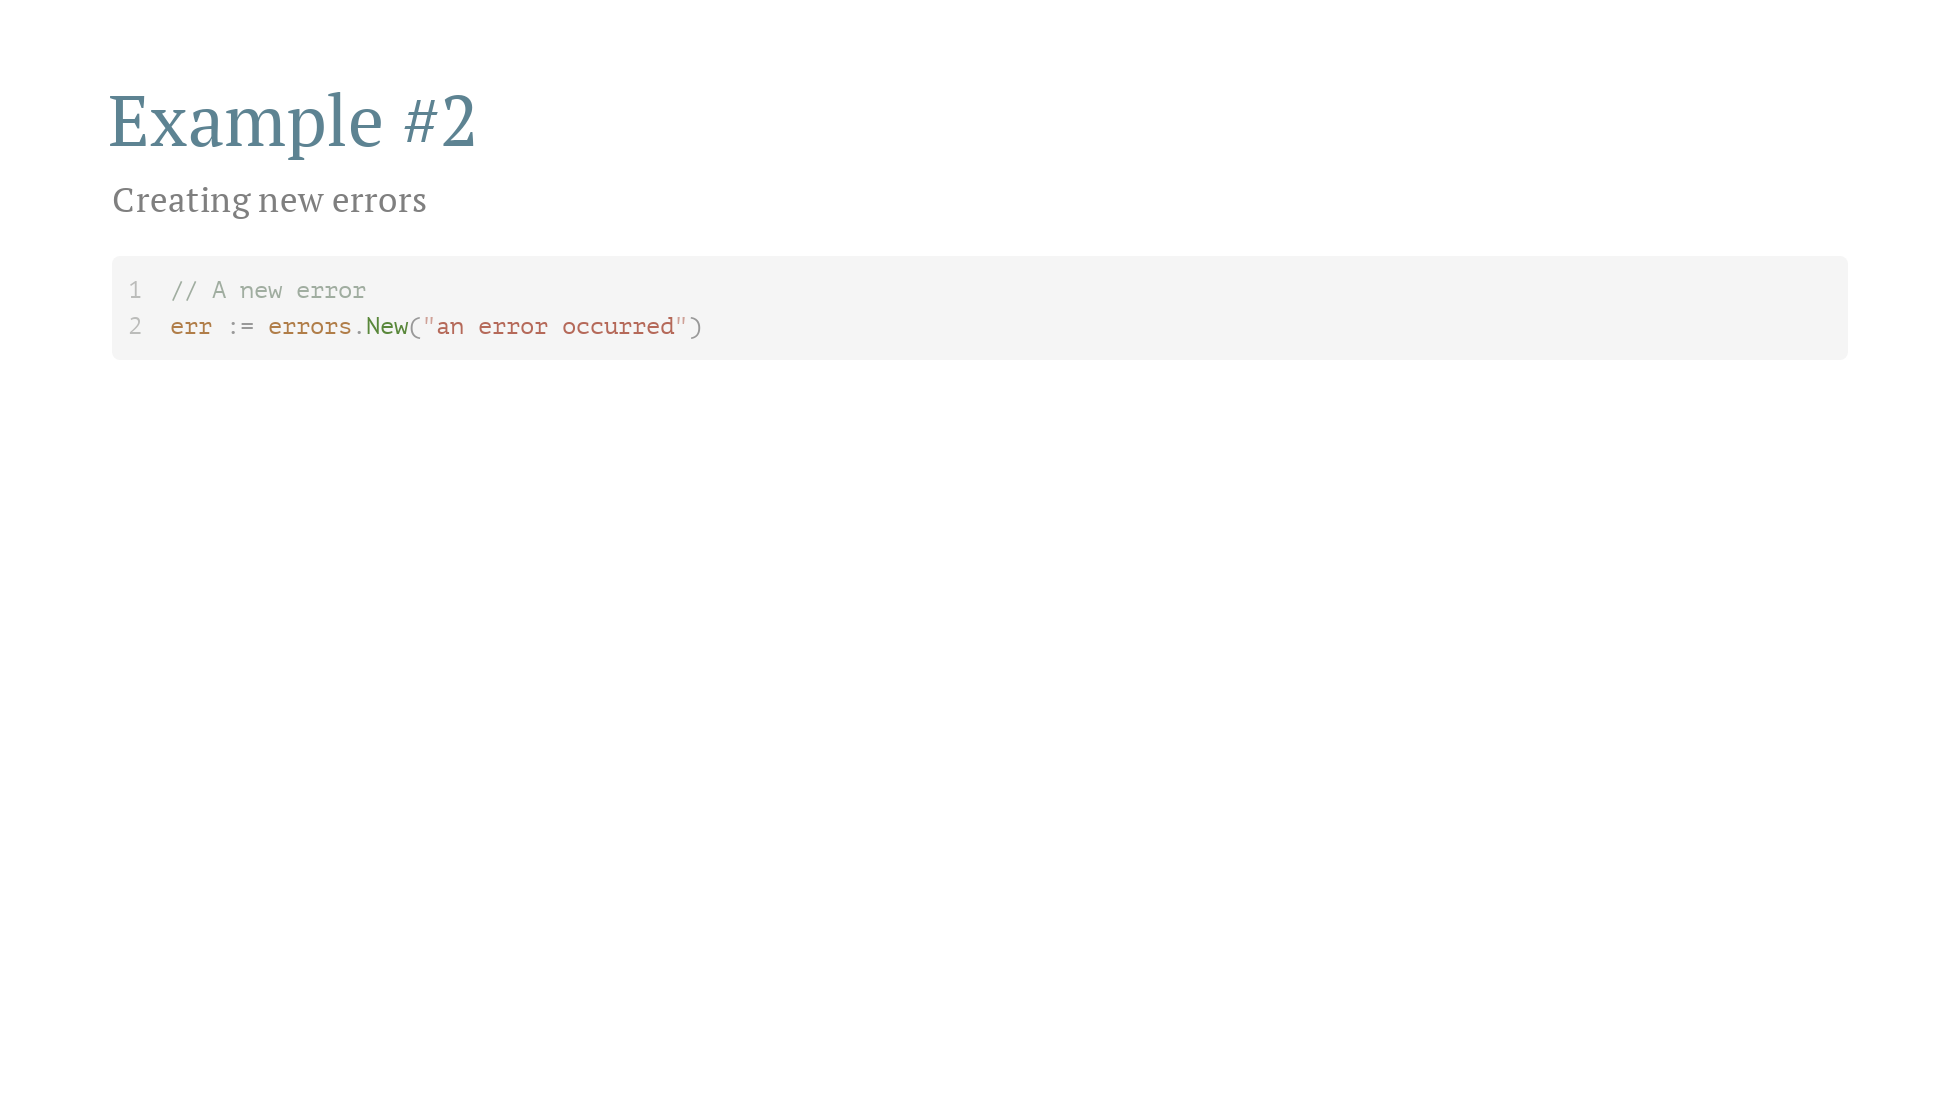 Example #2
Creating new errors
1 // A new error
2 err := errors.New("an error occurred")